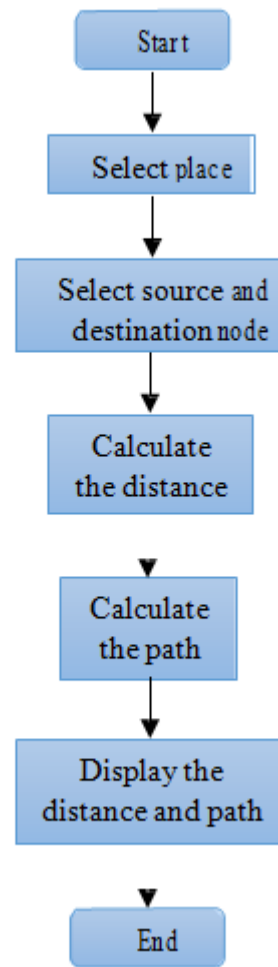 Start
Select place
Select source and
destination node
Calculate
the distance
Calculate
the path
Display the
distance and path
End